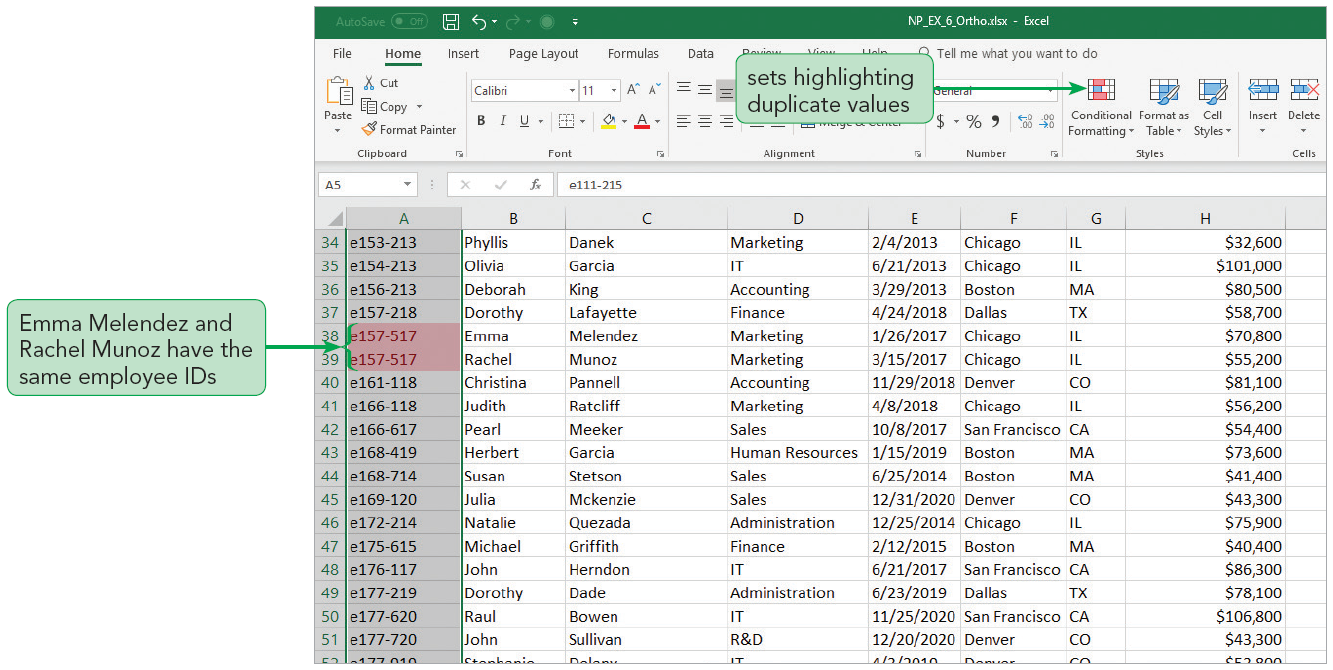 AutoSave Off NP_EX_6_Ortho.xlsx - Excel
File Home Insert Page Layout Formulas Data Review View Help Tell me what you want to do
sets highlighting
duplicate values
Cut
Copy
Format Painter
Paste
Calibri 11
B I U
General
Merge & Center
$ % 9
Conditional
Formatting
Format as
Table
Cell
Styles
Insert
Delete
Clipboard Font Alignment Number Styles Cells
A5 fx e111-215
A B C D E F G H
34 e153-213 Phyllis Danek Marketing 2/4/2013 Chicago IL $32,600
35 e154-213 Olivia Garcia IT 6/21/2013 Chicago IL $101,000
36 e156-213 Deborah King Accounting 3/29/2013 Boston MA $80,500
37 e157-218 Dorothy Lafayette Finance 4/24/2018 Dallas TX $58,700
38 e157-517 Emma Melendez Marketing 1/26/2017 Chicago IL $70,800
39 e157-517 Rachel Munoz Marketing 3/15/2017 Chicago IL $55,200
40 e161-118 Christina Pannell Accounting 11/29/2018 Denver CO $81,100
41 e166-118 Judith Ratcliff Marketing 4/8/2018 Chicago IL $56,200
42 e166-617 Pearl Meeker Sales 10/8/2017 San Francisco CA $54,400
43 e168-419 Herbert Garcia Human Resources 1/15/2019 Boston MA $73,600
44 e168-714 Susan Stetson Sales 6/25/2014 Boston MA $41,400
45 e169-120 Julia Mckenzie Sales 12/31/2020 Denver CO $43,300
46 e172-214 Natalie Quezada Administration 12/25/2014 Chicago IL $75,900
47 e175-615 Michael Griffith Finance 2/12/2015 Boston MA $40,400
48 e176-117 John Herndon IT 6/21/2017 San Francisco CA $86,300
49 e177-219 Dorothy Dade Administration 6/23/2019 Dallas TX $78,100
50 e177-620 Raul Bowen IT 11/25/2020 San Francisco CA $106,800
51 e177-720 John Sullivan R&D 12/20/2020 Denver CO $43,300
Emma Melendez and
Rachel Munoz have the
same employee IDs